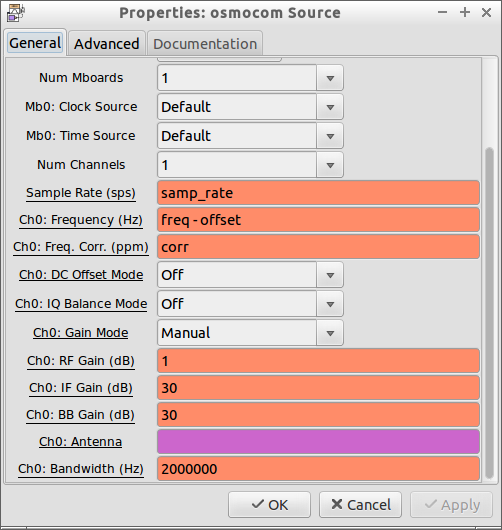 Properties: osmocom Source
General Advanced Documentation
Num Mboards 1
Mb0: Clock Source Default
Mb0: Time Source Default
Num Channels 1
Sample Rate (sps) samp_rate
Ch0: Frequency (Hz) freq - offset
Ch0: Freq. Corr. (ppm) corr
Ch0: DC Offset Mode Off
Ch0: IQ Balance Mode Off
Ch0: Gain Mode Manual
Ch0: RF Gain (dB) 1
Ch0: IF Gain (dB) 30
Ch0: BB Gain (dB) 30
Ch0: Antenna
Ch0: Bandwidth (Hz) 2000000
OK Cancel Apply